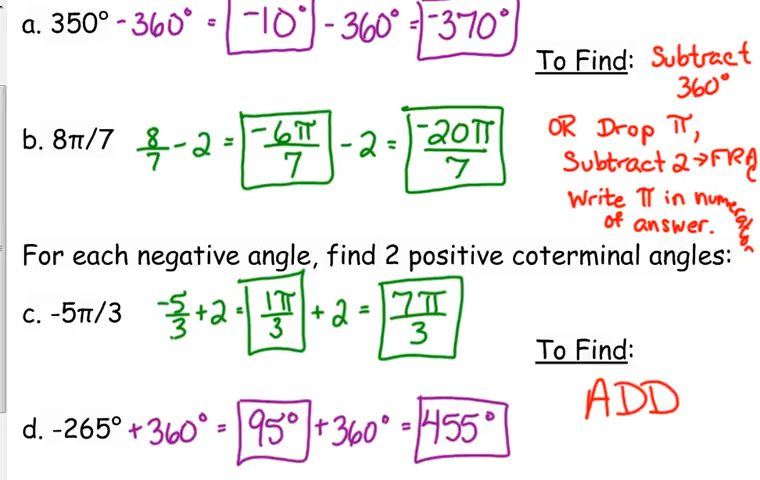 a. 350° - 360° = -10° - 360° = -370°
To Find: Subtract
360°
b. 8π/7 8/7 - 2 = -6π/7 - 2 = -20π/7
OR Drop π,
Subtract 2→FRAC
Write π in numerator
of answer.
For each negative angle, find 2 positive coterminal angles:
c. -5π/3 -5/3 + 2 = 1π/3 + 2 = 7π/3
To Find:
ADD
d. -265° + 360° = 95° + 360° = 455°